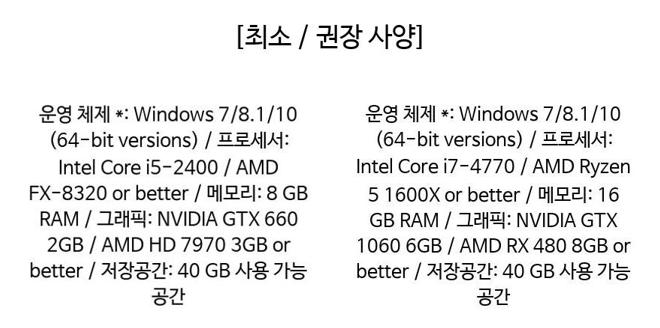 [최소 / 권장 사양]
운영 체제 *: Windows 7/8.1/10
(64-bit versions) / 프로세서:
Intel Core i5-2400 / AMD
FX-8320 or better / 메모리: 8 GB
RAM / 그래픽: NVIDIA GTX 660
2GB / AMD HD 7970 3GB or
better / 저장공간: 40 GB 사용 가능
공간
운영 체제 *: Windows 7/8.1/10
(64-bit versions) / 프로세서:
Intel Core i7-4770 / AMD Ryzen
5 1600X or better / 메모리: 16
GB RAM / 그래픽: NVIDIA GTX
1060 6GB / AMD RX 480 8GB or
better / 저장공간: 40 GB 사용 가능
공간